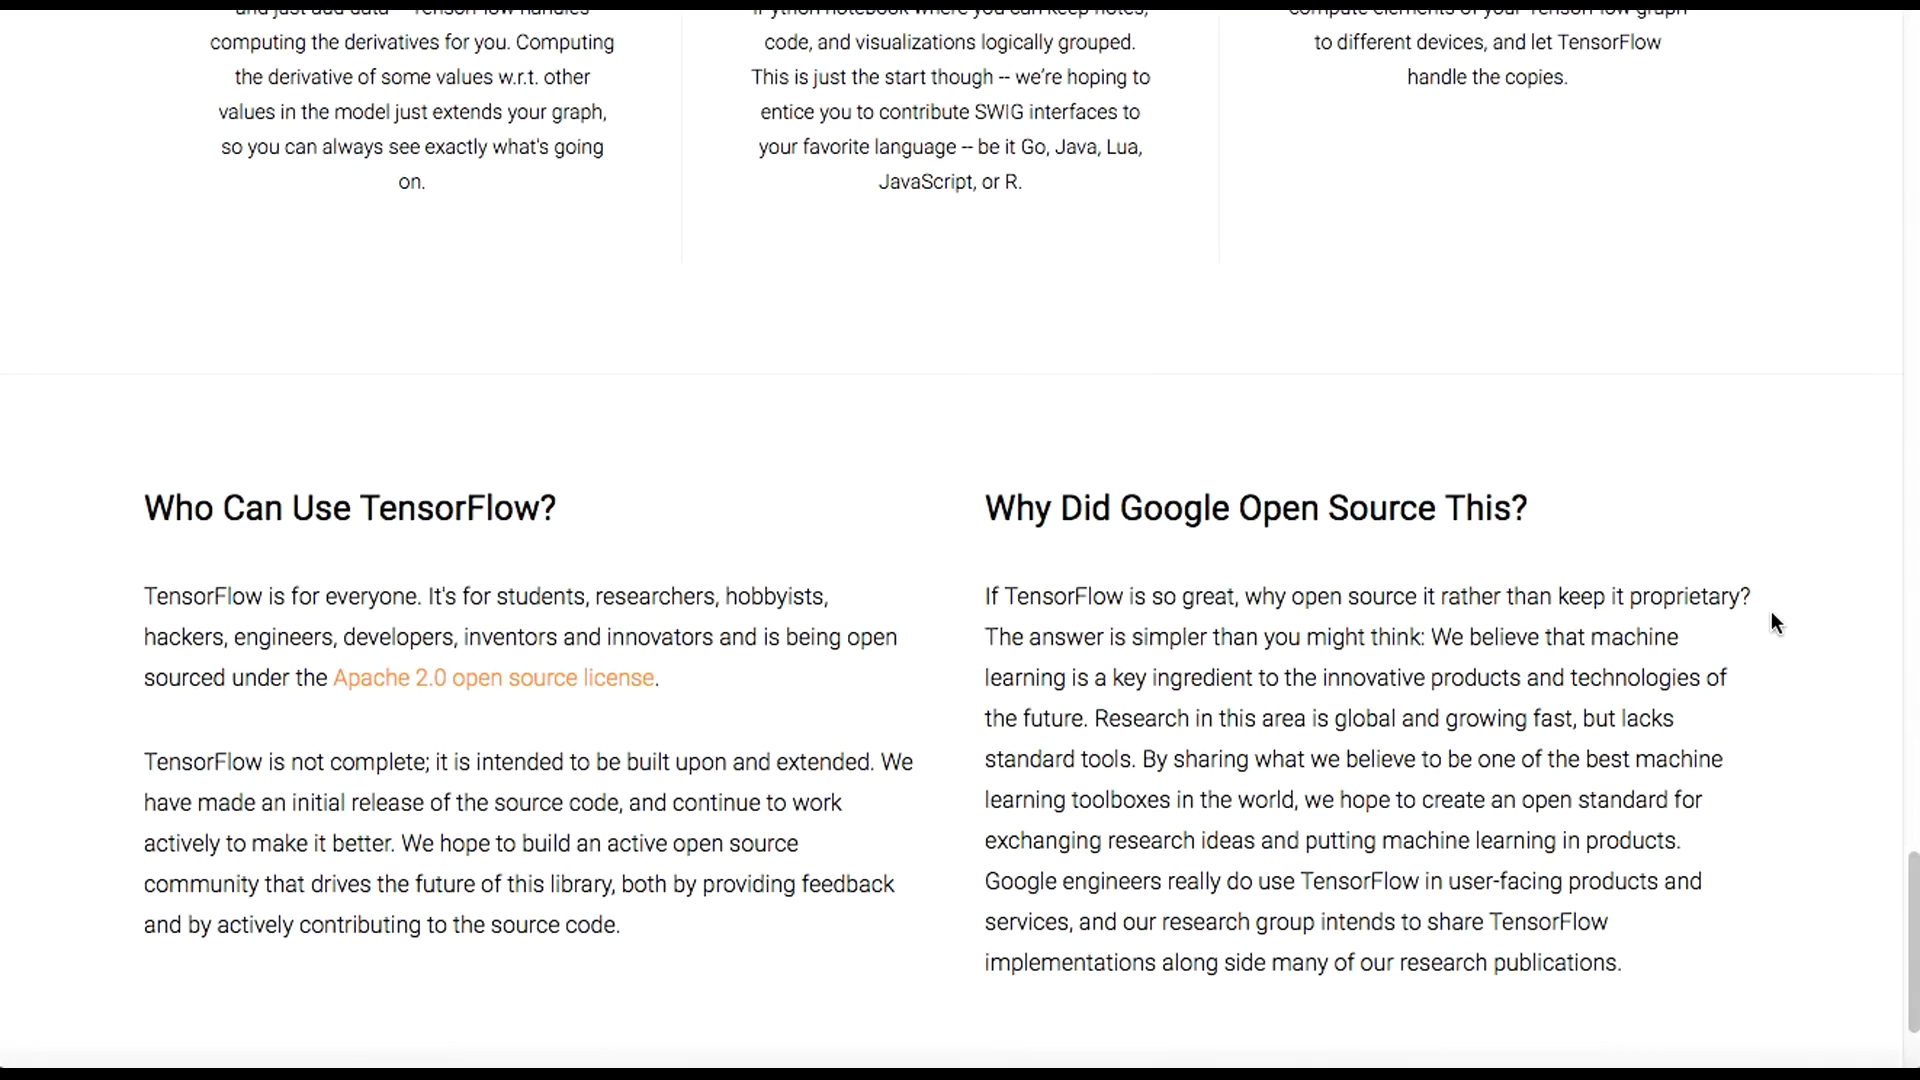 and just add data -- TensorFlow handles
computing the derivatives for you. Computing
the derivative of some values w.r.t. other
values in the model just extends your graph,
so you can always see exactly what's going
on.
code, and visualizations logically grouped.
This is just the start though -- we're hoping to
entice you to contribute SWIG interfaces to
your favorite language -- be it Go, Java, Lua,
JavaScript, or R.
compute elements of your TensorFlow graph
to different devices, and let TensorFlow
handle the copies.
Who Can Use TensorFlow?
TensorFlow is for everyone. It's for students, researchers, hobbyists,
hackers, engineers, developers, inventors and innovators and is being open
sourced under the Apache 2.0 open source license.
TensorFlow is not complete; it is intended to be built upon and extended. We
have made an initial release of the source code, and continue to work
actively to make it better. We hope to build an active open source
community that drives the future of this library, both by providing feedback
and by actively contributing to the source code.
Why Did Google Open Source This?
If TensorFlow is so great, why open source it rather than keep it proprietary?
The answer is simpler than you might think: We believe that machine
learning is a key ingredient to the innovative products and technologies of
the future. Research in this area is global and growing fast, but lacks
standard tools. By sharing what we believe to be one of the best machine
learning toolboxes in the world, we hope to create an open standard for
exchanging research ideas and putting machine learning in products.
Google engineers really do use TensorFlow in user-facing products and
services, and our research group intends to share TensorFlow
implementations along side many of our research publications.